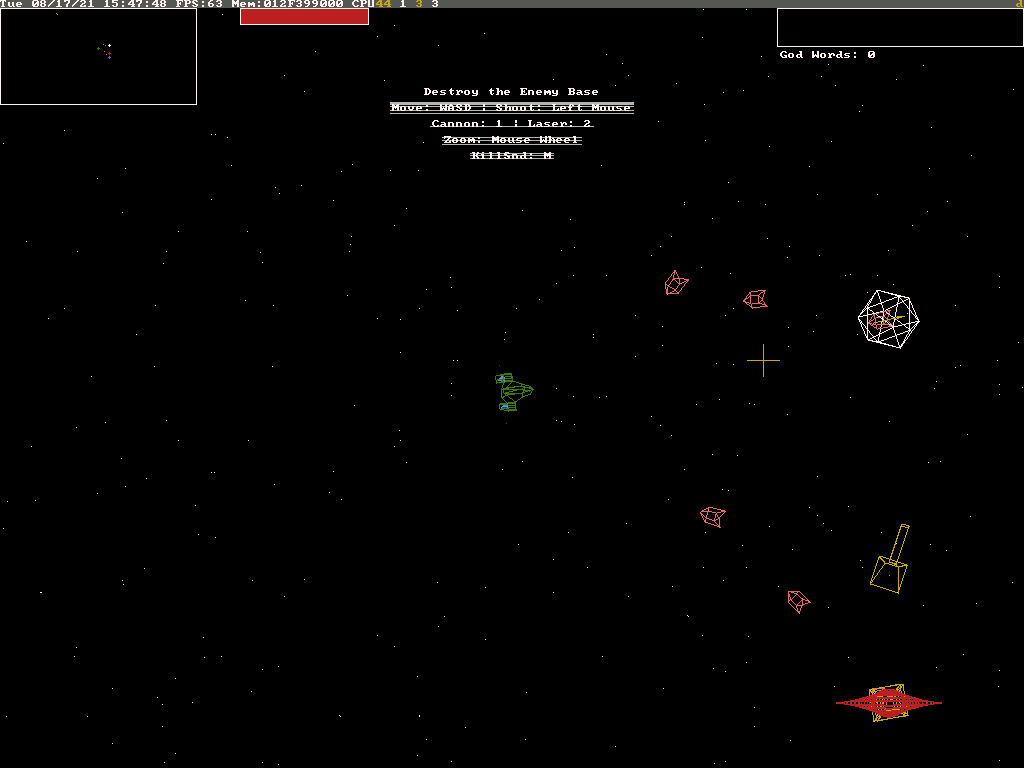 Tue 08/17/21 15:47:48 FPS:63 Mem:012F399000 CPU44 1 3 3 d
God Words: 0
Destroy the Enemy Base
Move: WASD | Shoot: Left Mouse
Cannon: 1 | Laser: 2
Zoom: Mouse Wheel
KillSnd: M